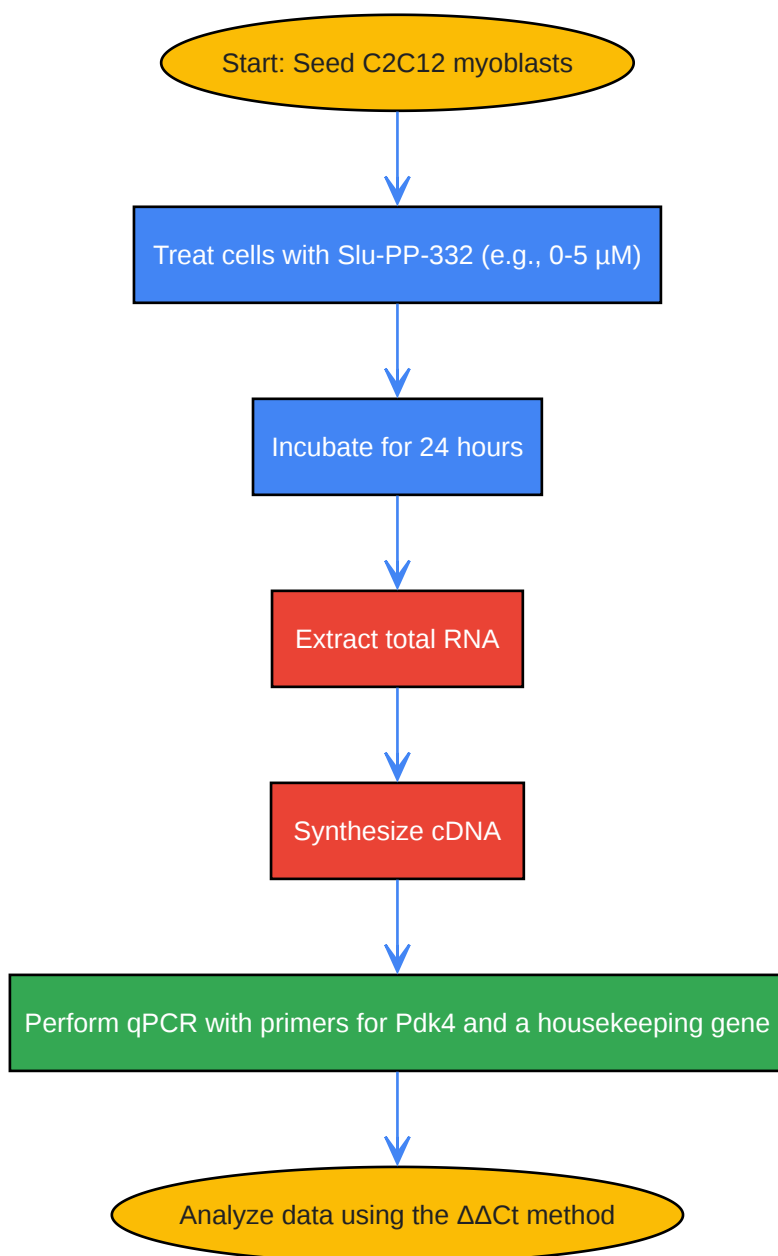 Start: Seed C2C12 myoblasts
Treat cells with Slu-PP-332 (e.g., 0-5 µM)
Incubate for 24 hours
Extract total RNA
Synthesize cDNA
Perform qPCR with primers for Pdk4 and a housekeeping gene
Analyze data using the ΔΔCt method